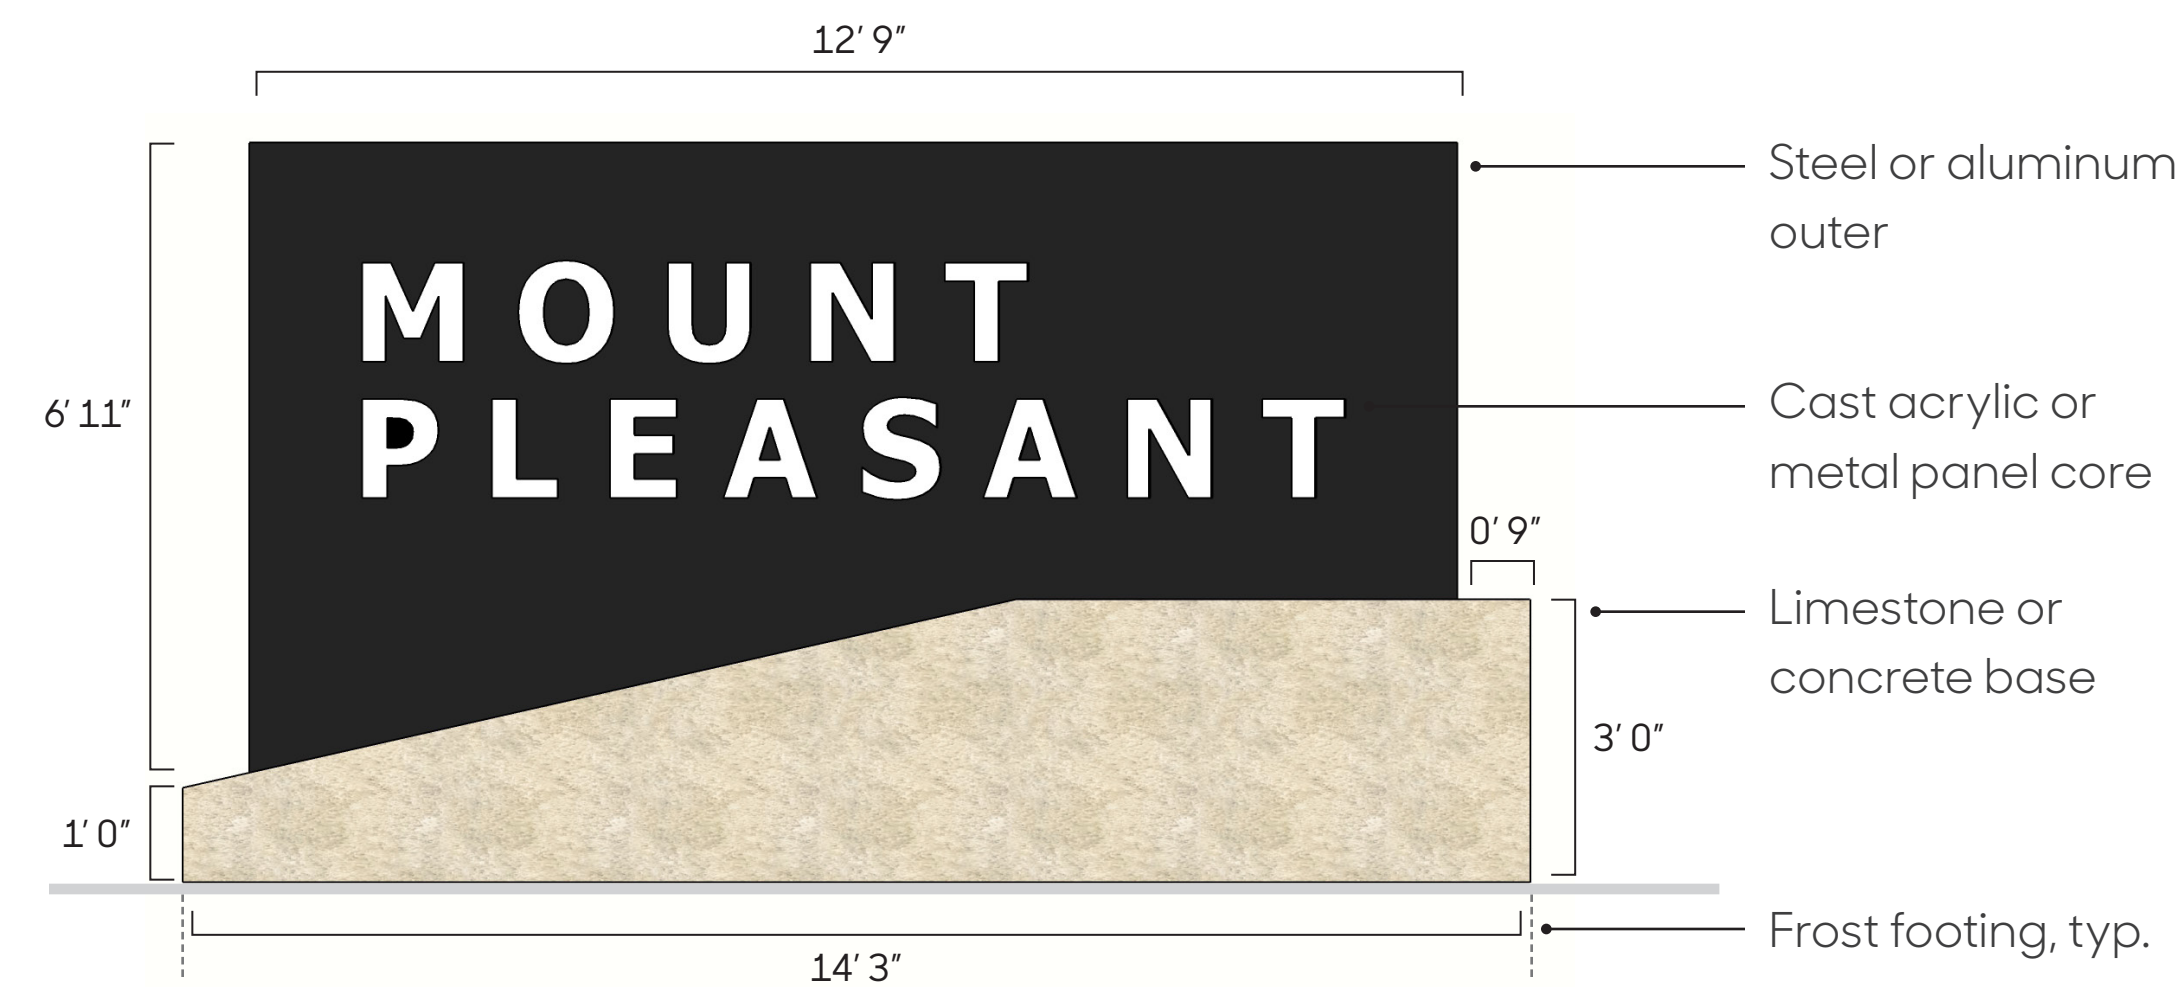 12′ 9″
Steel or aluminum
outer
MOUNT
6′ 11″
PLEASANT
Cast acrylic or
metal panel core
0′ 9″
Limestone or
concrete base
3′ 0″
1′ 0″
Frost footing, typ.
14′ 3″